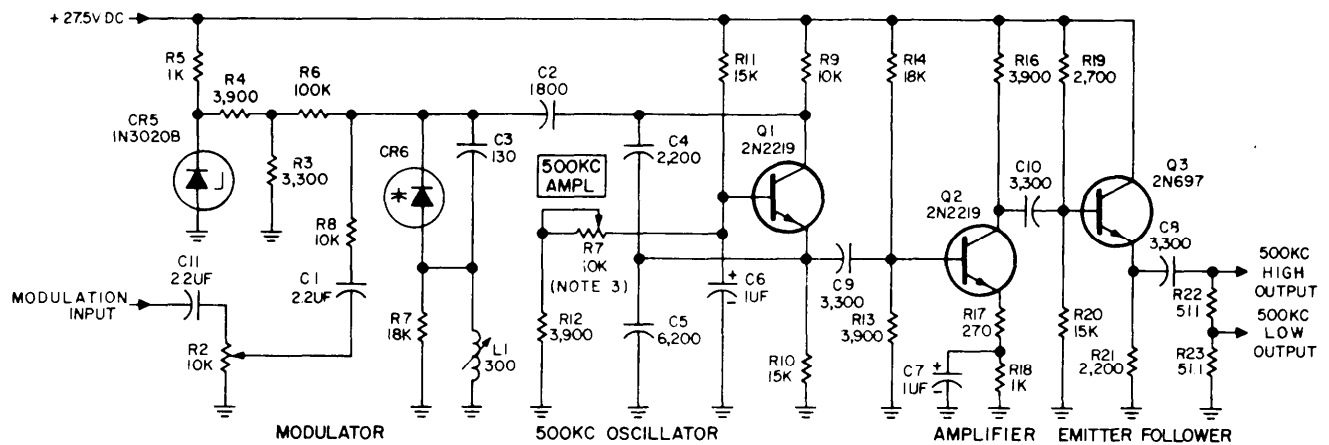 + 27.5V DC
R5
1K
R4
3,900
R6
100K
CR5
1N3020B
R3
3,300
R8
10K
C11
2.2UF
C1
2.2UF
MODULATION
INPUT
R2
10K
CR6
*
C3
130
R7
18K
L1
300
C2
1800
500KC
AMPL
R7
10K
(NOTE 3)
R12
3,900
C4
2,200
C5
6,200
R11
15K
R9
10K
Q1
2N2219
+
C6
1UF
-
R10
15K
C9
3,300
R14
18K
R13
3,900
Q2
2N2219
R16
3,900
R17
270
+
C7
1UF
-
R18
1K
C10
3,300
R19
2,700
R20
15K
Q3
2N697
C8
3,300
R21
2,200
R22
511
R23
511
500KC
HIGH
OUTPUT
500KC
LOW
OUTPUT
MODULATOR
500KC OSCILLATOR
AMPLIFIER
EMITTER FOLLOWER